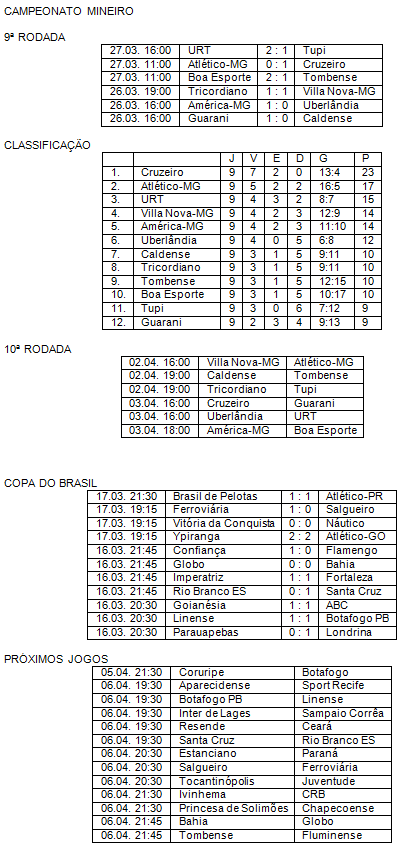 CAMPEONATO MINEIRO
9ª RODADA
27.03. 16:00 URT 2 : 1 Tupi
27.03. 11:00 Atlético-MG 0 : 1 Cruzeiro
27.03. 11:00 Boa Esporte 2 : 1 Tombense
26.03. 19:00 Tricordiano 1 : 1 Villa Nova-MG
26.03. 16:00 América-MG 1 : 0 Uberlândia
26.03. 16:00 Guarani 1 : 0 Caldense
CLASSIFICAÇÃO
J V E D G P
1. Cruzeiro 9 7 2 0 13:4 23
2. Atlético-MG 9 5 2 2 16:5 17
3. URT 9 4 3 2 8:7 15
4. Villa Nova-MG 9 4 2 3 12:9 14
5. América-MG 9 4 2 3 11:10 14
6. Uberlândia 9 4 0 5 6:8 12
7. Caldense 9 3 1 5 9:11 10
8. Tricordiano 9 3 1 5 9:11 10
9. Tombense 9 3 1 5 12:15 10
10. Boa Esporte 9 3 1 5 10:17 10
11. Tupi 9 3 0 6 7:12 9
12. Guarani 9 2 3 4 9:13 9
10ª RODADA
02.04. 16:00 Villa Nova-MG Atlético-MG
02.04. 19:00 Caldense Tombense
02.04. 19:00 Tricordiano Tupi
03.04. 16:00 Cruzeiro Guarani
03.04. 16:00 Uberlândia URT
03.04. 18:00 América-MG Boa Esporte
COPA DO BRASIL
17.03. 21:30 Brasil de Pelotas 1 : 1 Atlético-PR
17.03. 19:15 Ferroviária 1 : 0 Salgueiro
17.03. 19:15 Vitória da Conquista 0 : 0 Náutico
17.03. 19:15 Ypiranga 2 : 2 Atlético-GO
16.03. 21:45 Confiança 1 : 0 Flamengo
16.03. 21:45 Globo 0 : 0 Bahia
16.03. 21:45 Imperatriz 1 : 1 Fortaleza
16.03. 21:45 Rio Branco ES 0 : 1 Santa Cruz
16.03. 20:30 Goianésia 1 : 1 ABC
16.03. 20:30 Linense 1 : 1 Botafogo PB
16.03. 20:30 Parauapebas 0 : 1 Londrina
PRÓXIMOS JOGOS
05.04. 21:30 Coruripe Botafogo
06.04. 19:30 Aparecidense Sport Recife
06.04. 19:30 Botafogo PB Linense
06.04. 19:30 Inter de Lages Sampaio Corrêa
06.04. 19:30 Resende Ceará
06.04. 19:30 Santa Cruz Rio Branco ES
06.04. 20:30 Estanciano Paraná
06.04. 20:30 Salgueiro Ferroviária
06.04. 20:30 Tocantinópolis Juventude
06.04. 21:30 Ivinhema CRB
06.04. 21:30 Princesa de Solimões Chapecoense
06.04. 21:45 Bahia Globo
06.04. 21:45 Tombense Fluminense